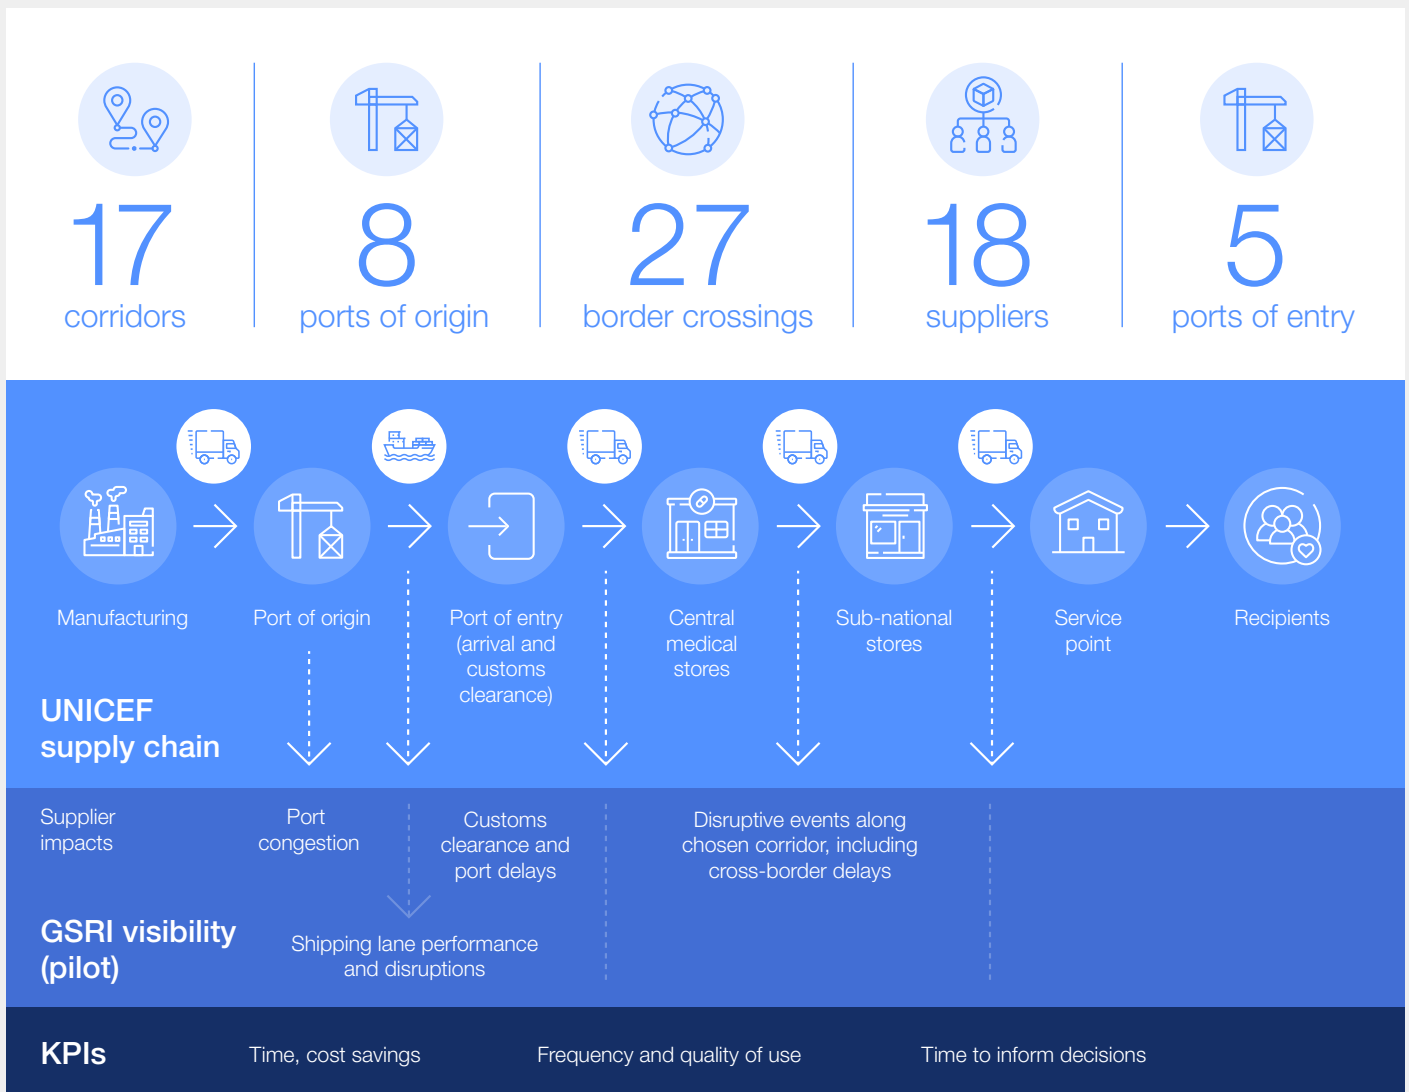 17
corridors
8
ports of origin
27
border crossings
18
suppliers
5
ports of entry
Manufacturing
Port of origin
Port of entry
(arrival and
customs
clearance)
Central
medical
stores
Sub-national
stores
Service
point
Recipients
UNICEF
supply chain
Supplier
impacts
Port
congestion
Customs
clearance and
port delays
Disruptive events along
chosen corridor, including
cross-border delays
GSRI visibility
(pilot)
Shipping lane performance
and disruptions
KPIs
Time, cost savings
Frequency and quality of use
Time to inform decisions